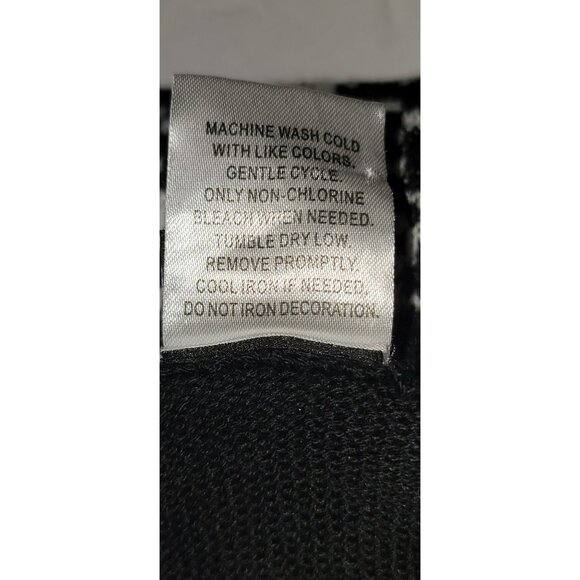 MACHINE WASH COLD
WITH LIKE COLORS.
GENTLE CYCLE.
ONLY NON-CHLORINE
BLEACH WHEN NEEDED.
TUMBLE DRY LOW.
REMOVE PROMPTLY.
COOL IRON IF NEEDED.
DO NOT IRON DECORATION.